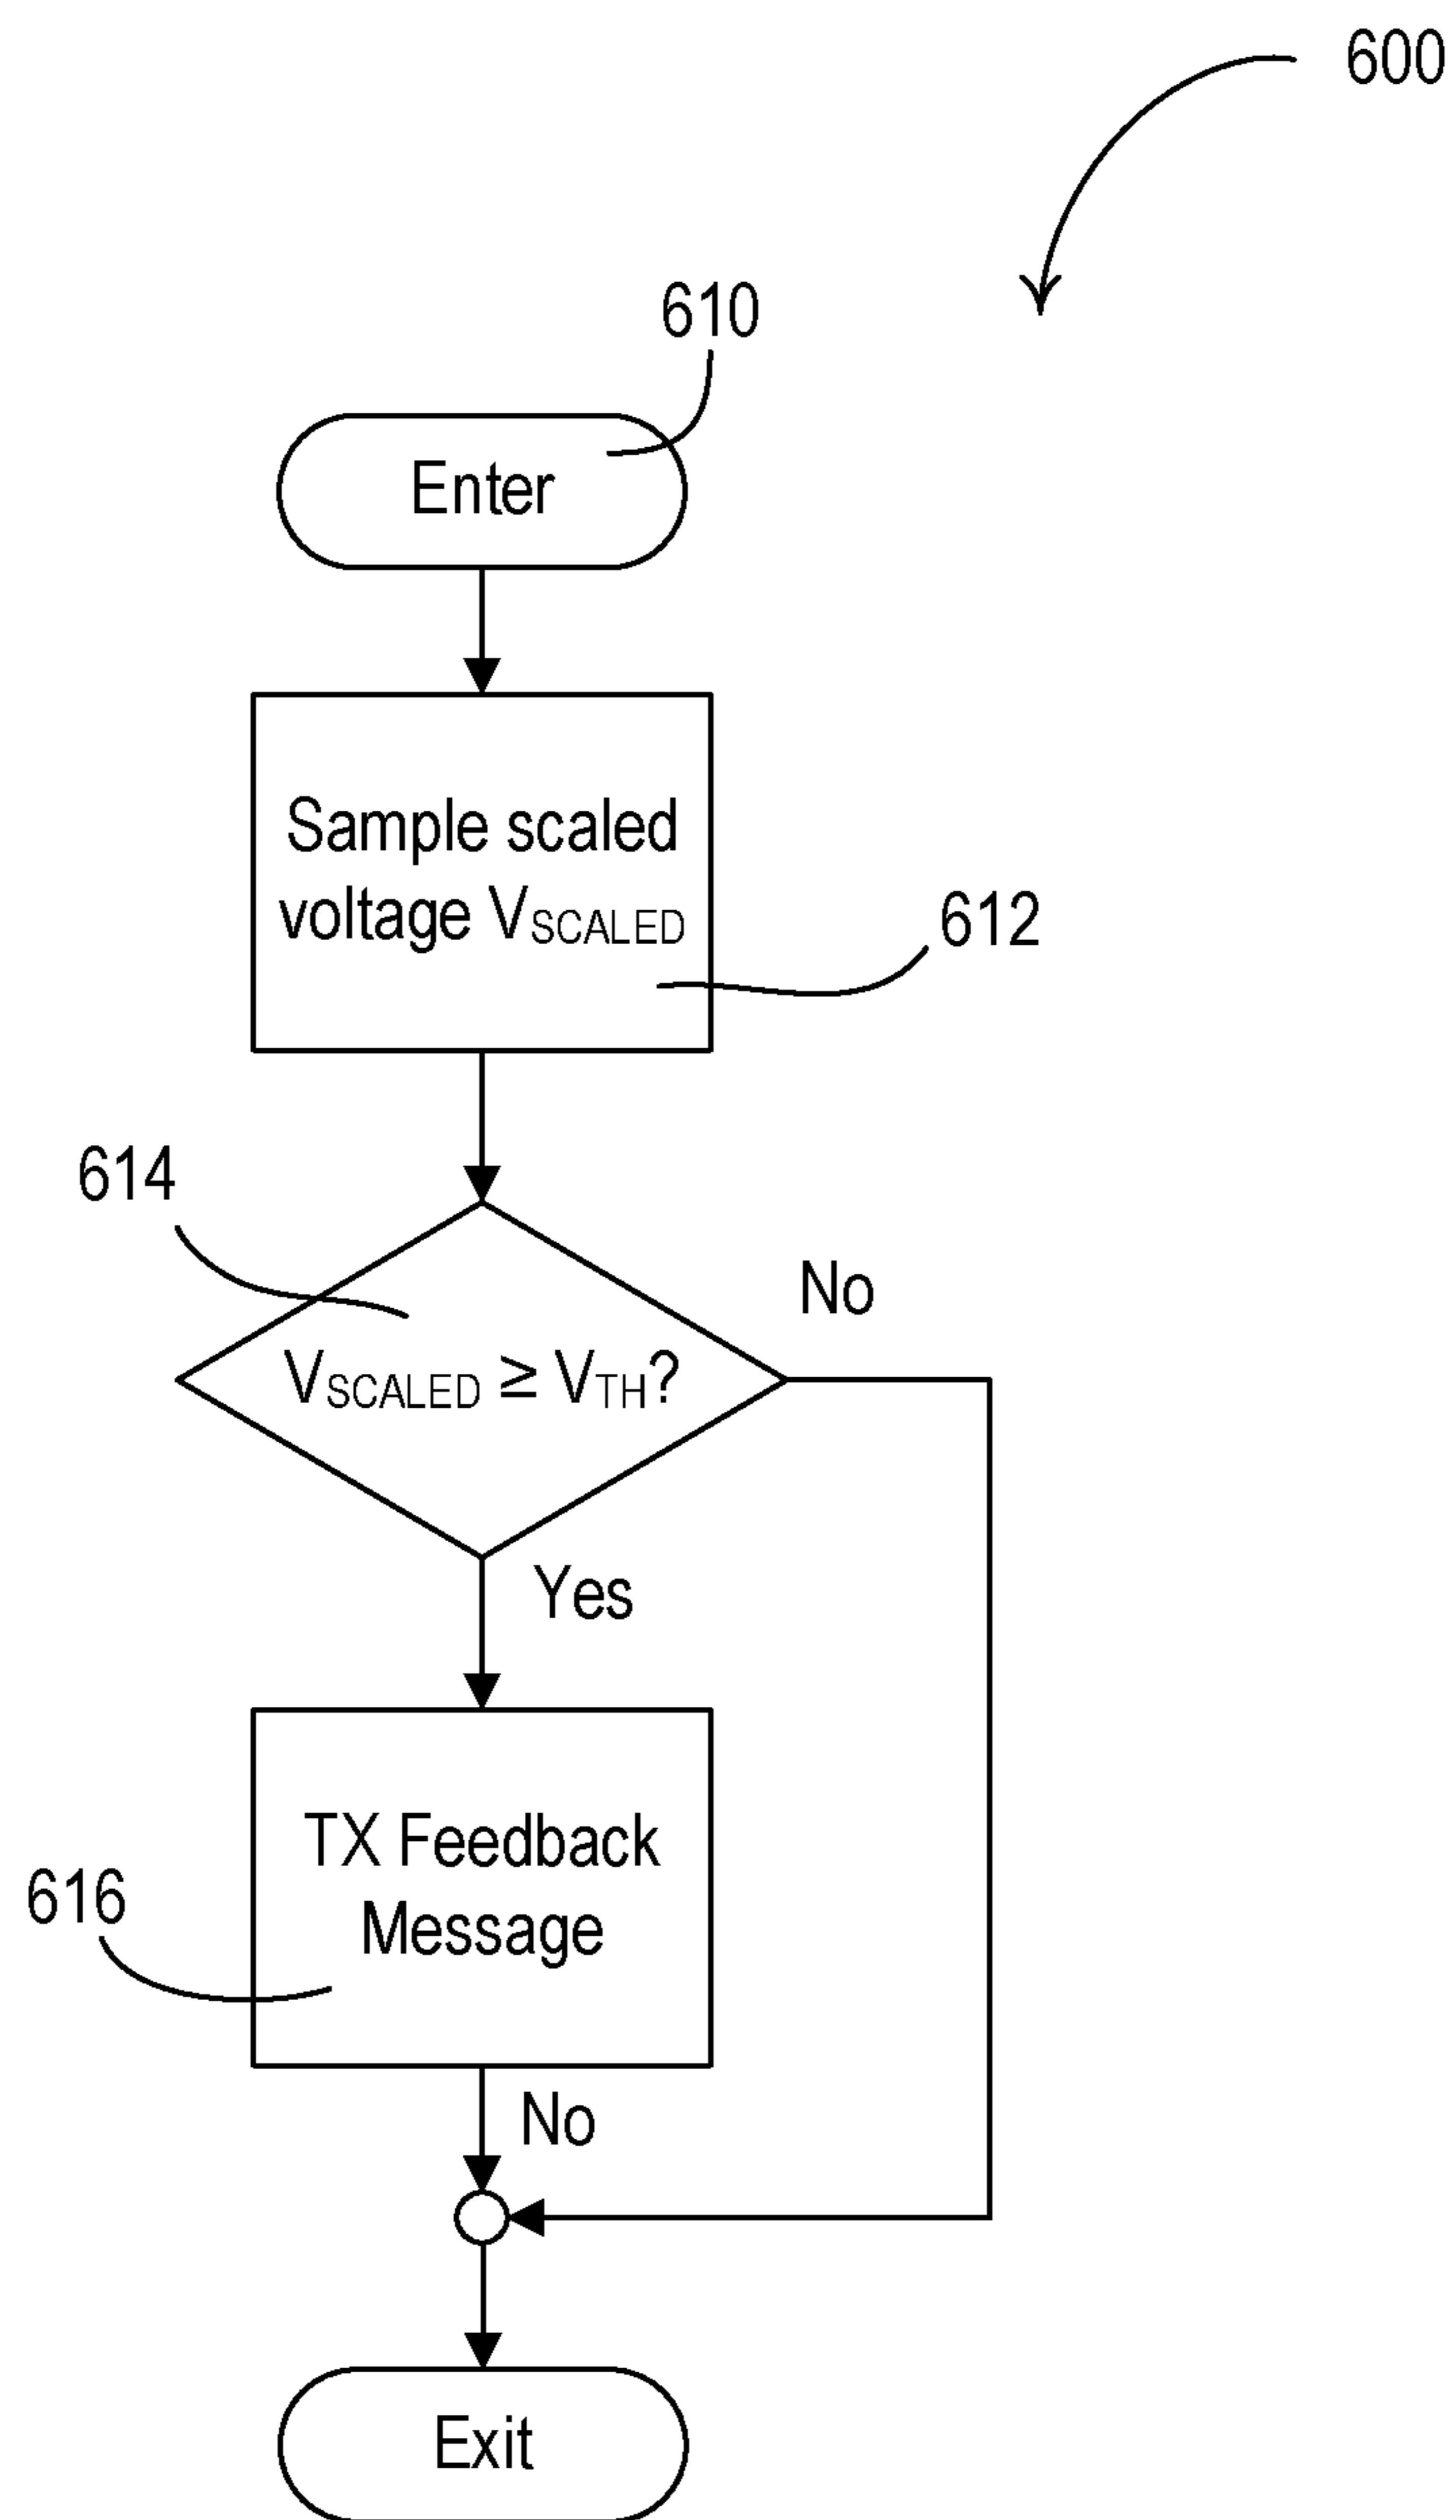 600
610
Enter
Sample scaled
voltage VSCALED
612
614
No
VSCALED ≥ VTH?
Yes
TX Feedback
616
Message
No
Exit